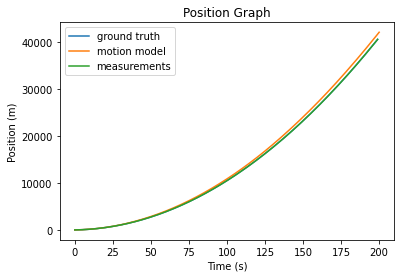 Position Graph
ground truth
motion model
measurements
40000
30000
20000
10000
0
Position (m)
0 25 50 75 100 125 150 175 200
Time (s)